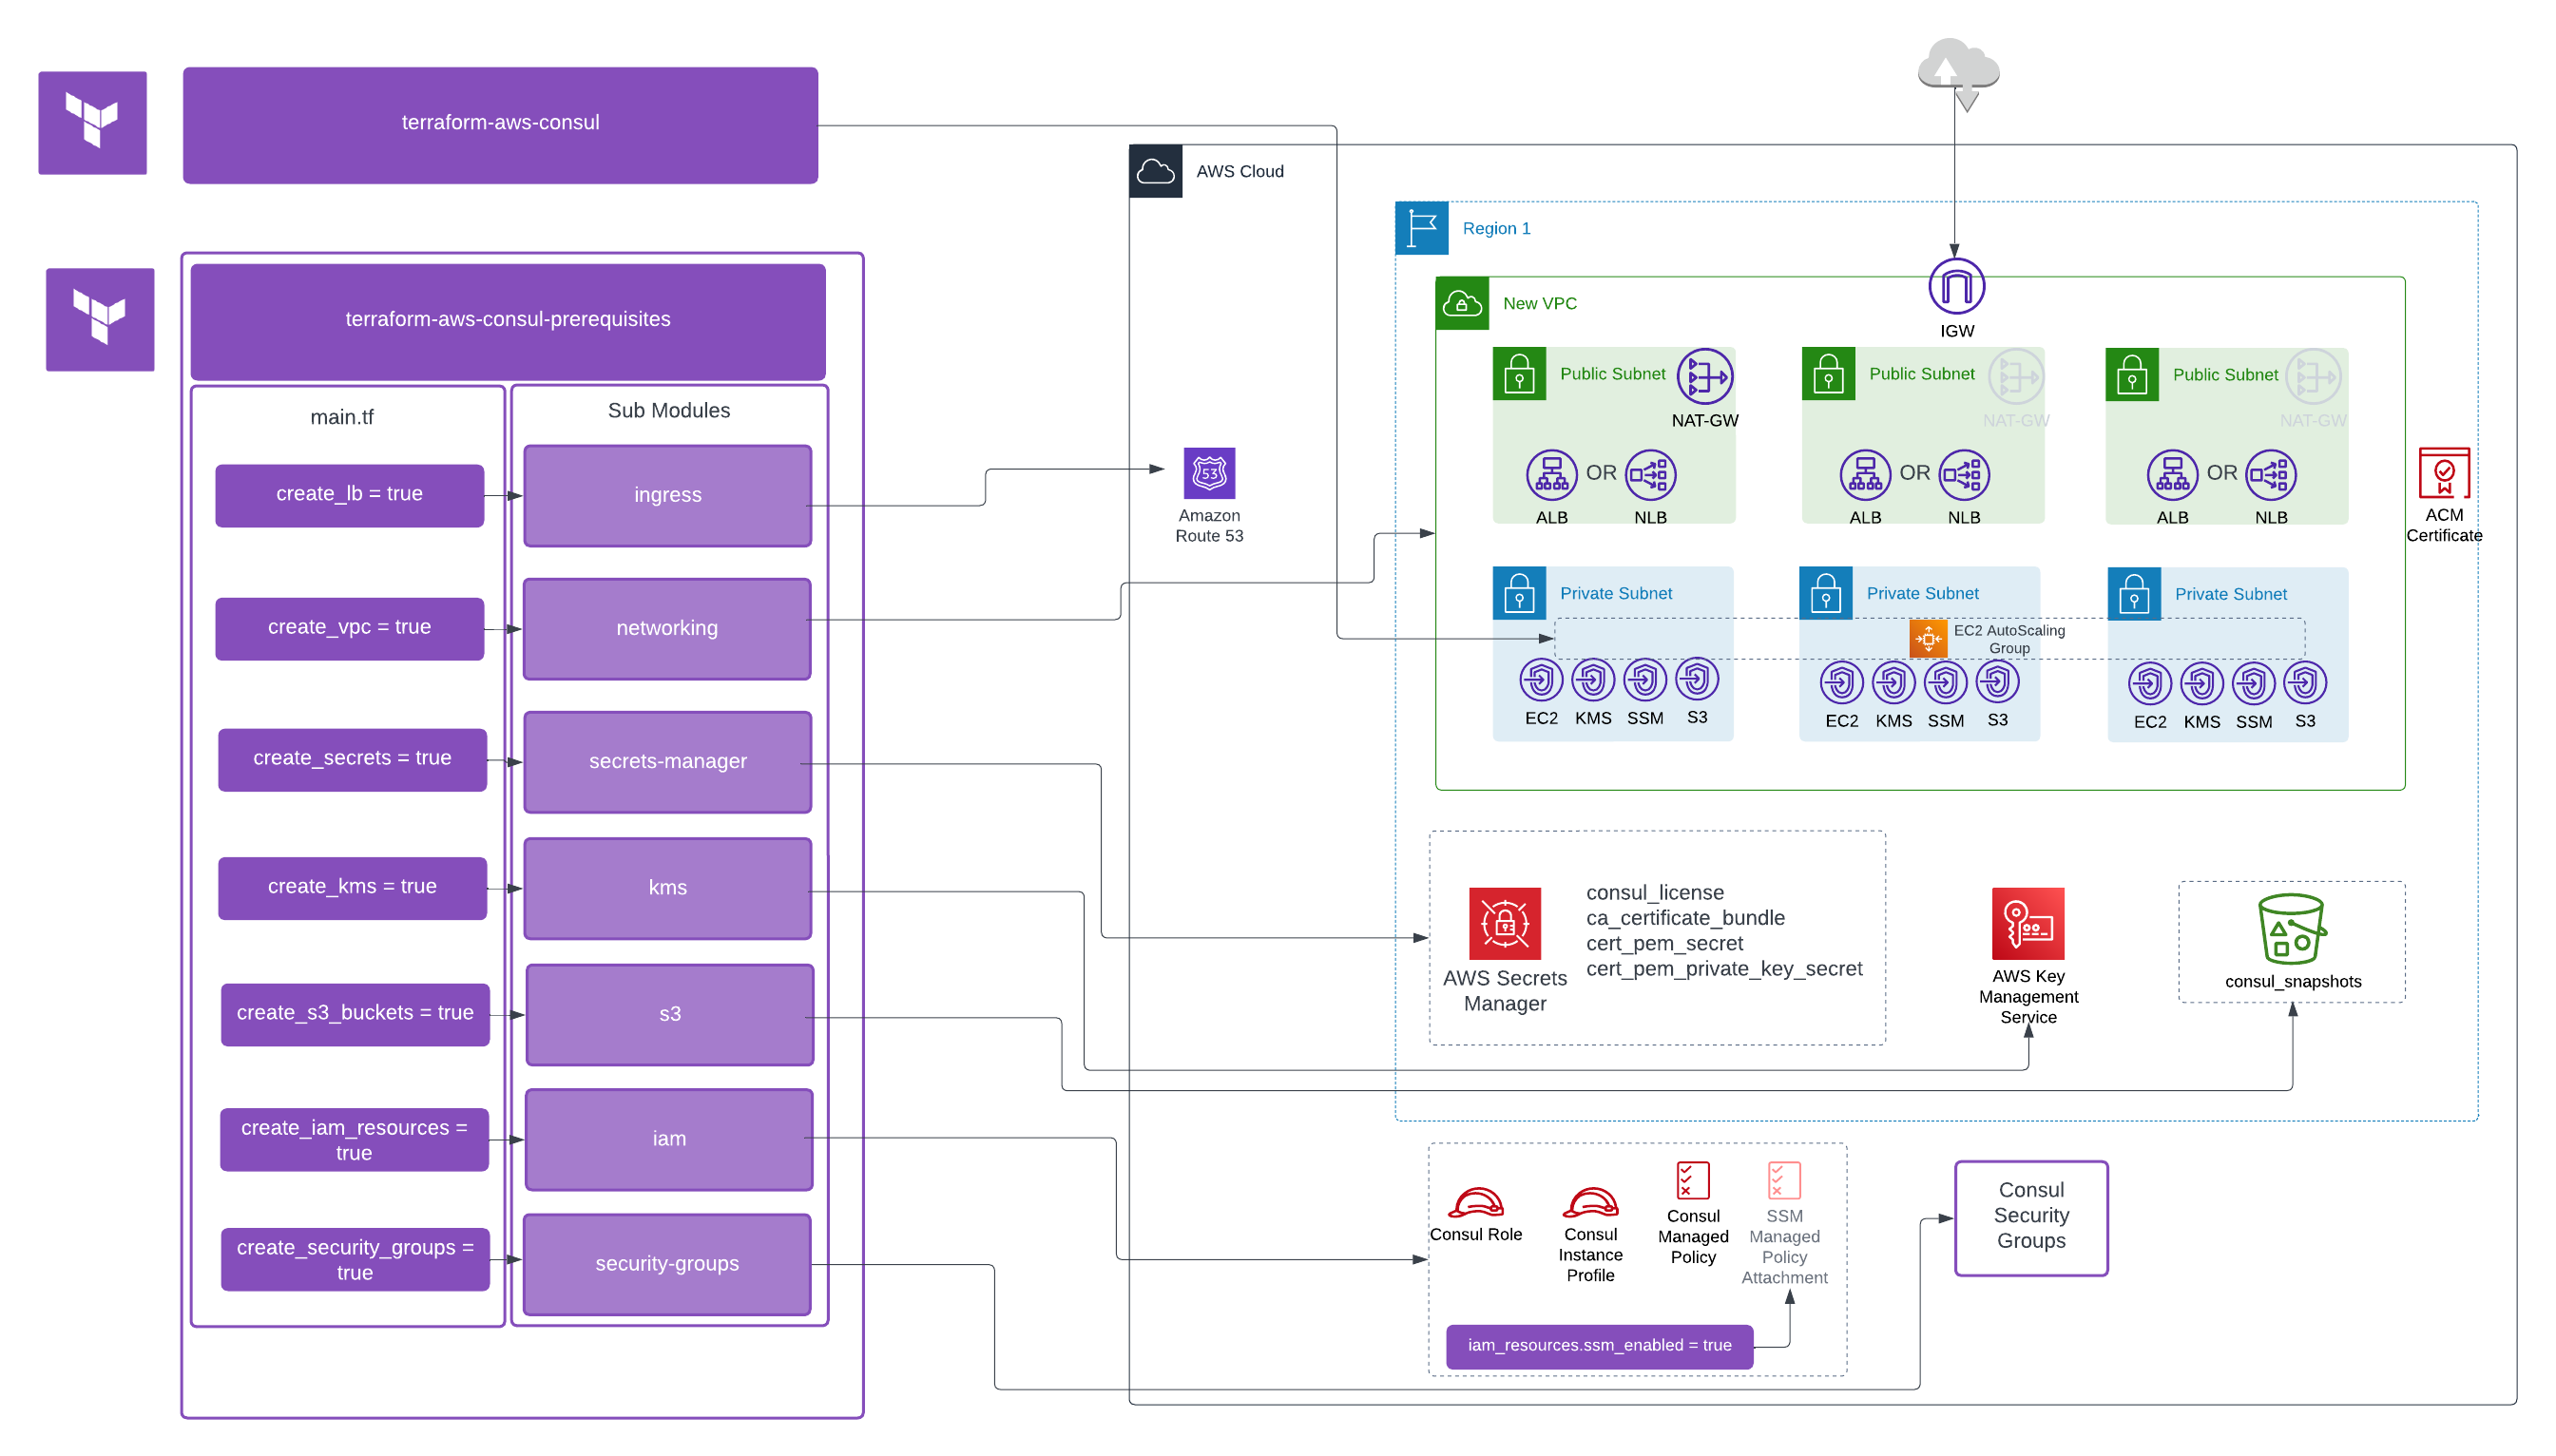 terraform-aws-consul
terraform-aws-consul-prerequisites
main.tf
Sub Modules
create_lb = true
ingress
create_vpc = true
networking
create_secrets = true
secrets-manager
create_kms = true
kms
create_s3_buckets = true
s3
create_iam_resources =
true
iam
create_security_groups =
true
security-groups
AWS Cloud
Amazon
Route 53
53
Region 1
New VPC
IGW
Public Subnet
NAT-GW
ALB
OR
NLB
Public Subnet
NAT-GW
ALB
OR
NLB
Public Subnet
NAT-GW
ALB
OR
NLB
ACM
Certificate
Private Subnet
Private Subnet
Private Subnet
EC2 AutoScaling
Group
EC2
KMS
SSM
S3
EC2
KMS
SSM
S3
EC2
KMS
SSM
S3
AWS Secrets
Manager
consul_license
ca_certificate_bundle
cert_pem_secret
cert_pem_private_key_secret
AWS Key
Management
Service
consul_snapshots
Consul Role
Consul
Instance
Profile
Consul
Managed
Policy
SSM
Managed
Policy
Attachment
iam_resources.ssm_enabled = true
Consul
Security
Groups